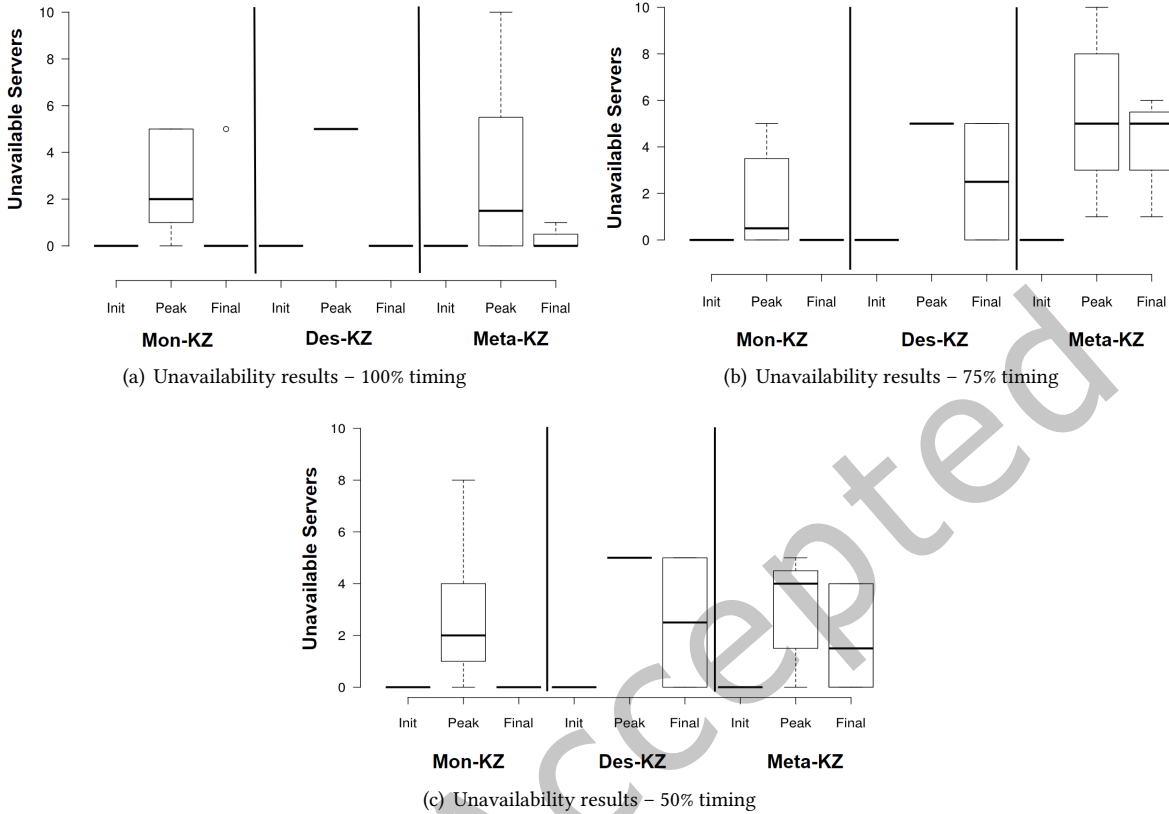 Unavailable Servers
10
8
6
4
2
0
Init Peak Final Init Peak Final Init Peak Final
Mon-KZ Des-KZ Meta-KZ
(a) Unavailability results – 100% timing
Unavailable Servers
10
8
6
4
2
0
Init Peak Final Init Peak Final Init Peak Final
Mon-KZ Des-KZ Meta-KZ
(b) Unavailability results – 75% timing
Unavailable Servers
10
8
6
4
2
0
Init Peak Final Init Peak Final Init Peak Final
Mon-KZ Des-KZ Meta-KZ
(c) Unavailability results – 50% timing
Accepted